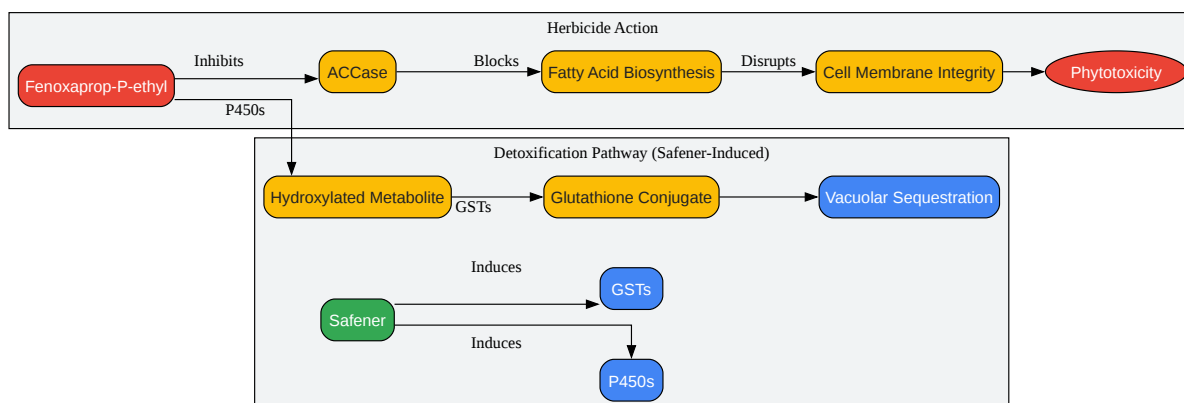 Herbicide Action
Fenoxaprop-P-ethyl
Inhibits
ACCase
Blocks
Fatty Acid Biosynthesis
Disrupts
Cell Membrane Integrity
Phytotoxicity
P450s
Detoxification Pathway (Safener-Induced)
Hydroxylated Metabolite
GSTs
Glutathione Conjugate
Vacuolar Sequestration
Induces
GSTs
Safener
Induces
P450s